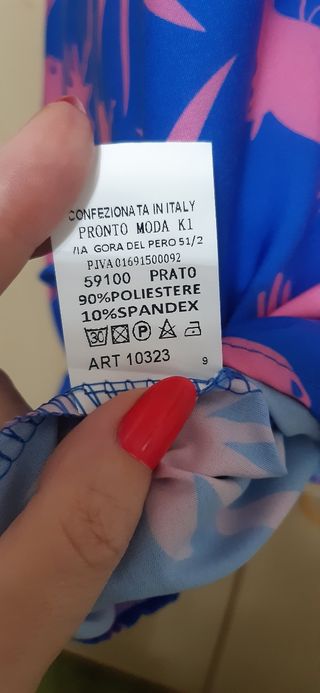 CONFEZIONATA IN ITALY
PRONTO MODA K1
VIA GORA DEL PERO 51/2
P.IVA 01691500092
59100 PRATO
90%POLIESTERE
10%SPANDEX
30 P
ART 10323 9